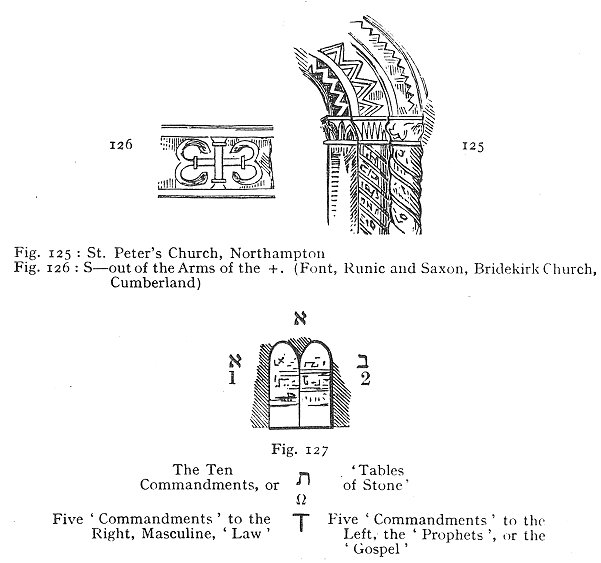 126
125
Fig. 125 : St. Peter's Church, Northampton
Fig. 126 : S—out of the Arms of the +. (Font, Runic and Saxon, Bridekirk Church,
Cumberland)
א
א
1
ב
2
Fig. 127
The Ten
Commandments, or
ת
'Tables
of Stone'
Ω
Five 'Commandments' to the
Right, Masculine, 'Law'
T
Five 'Commandments' to the
Left, the 'Prophets', or the
'Gospel'